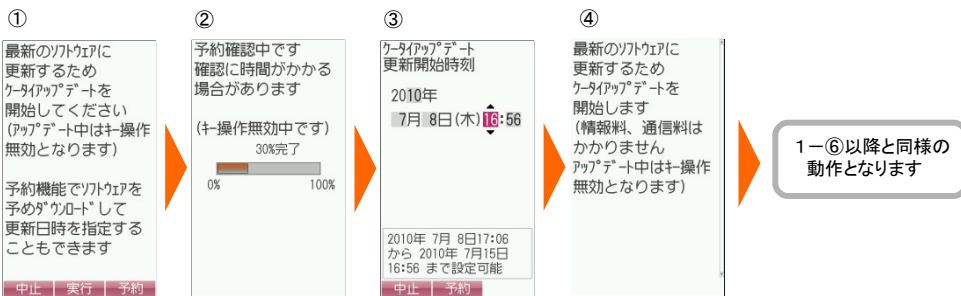 ①
最新のｿﾌﾄｳｪｱに
更新するため
ｹｰﾀｲｱｯﾌﾟﾃﾞｰﾄを
開始してください
(ｱｯﾌﾟﾃﾞｰﾄ中はｷｰ操作
無効となります)
予約機能でｿﾌﾄｳｪｱを
予めﾀﾞｳﾝﾛｰﾄﾞして
更新日時を指定する
こともできます
中止 実行 予約
②
予約確認中です
確認に時間がかかる
場合があります
(ｷｰ操作無効中です)
30%完了
0% 100%
③
ｹｰﾀｲｱｯﾌﾟﾃﾞｰﾄ
更新開始時刻
2010年
7月 8日(木)16:56
2010年 7月 8日17:06
から 2010年 7月15日
16:56 まで設定可能
中止 予約
④
最新のｿﾌﾄｳｪｱに
更新するため
ｹｰﾀｲｱｯﾌﾟﾃﾞｰﾄを
開始します
(情報料、通信料は
かかりません
ｱｯﾌﾟﾃﾞｰﾄ中はｷｰ操作
無効となります)
１－⑥以降と同様の
動作となります